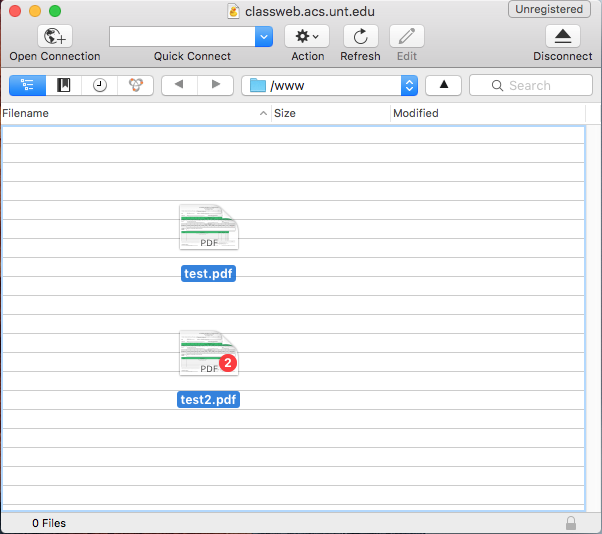 classweb.acs.unt.edu
Unregistered
Open Connection
Quick Connect
Action
Refresh
Edit
Disconnect
/www
Search
Filename
Size
Modified
PDF
test.pdf
PDF
2
test2.pdf
0 Files